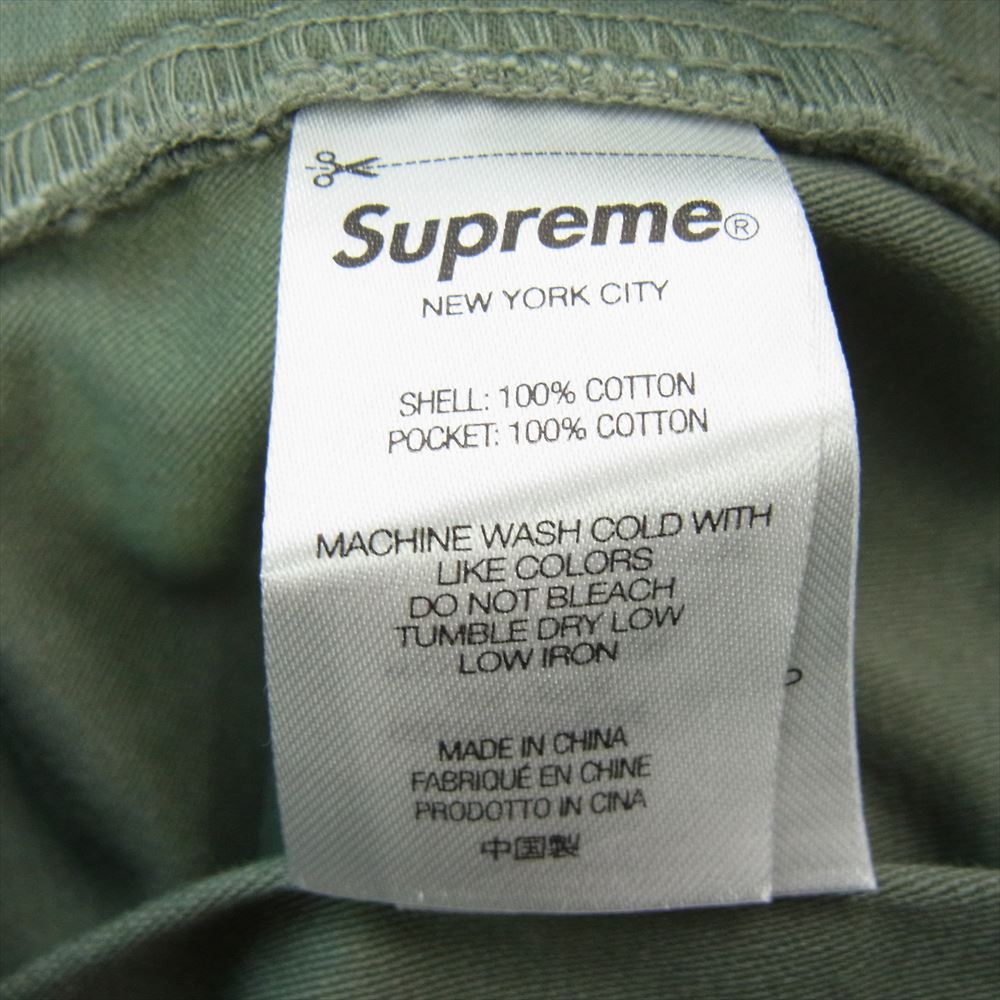 Supreme®
NEW YORK CITY
SHELL: 100% COTTON
POCKET: 100% COTTON
MACHINE WASH COLD WITH
LIKE COLORS
DO NOT BLEACH
TUMBLE DRY LOW
LOW IRON
MADE IN CHINA
FABRIQUÉ EN CHINE
PRODOTTO IN CINA
中国製